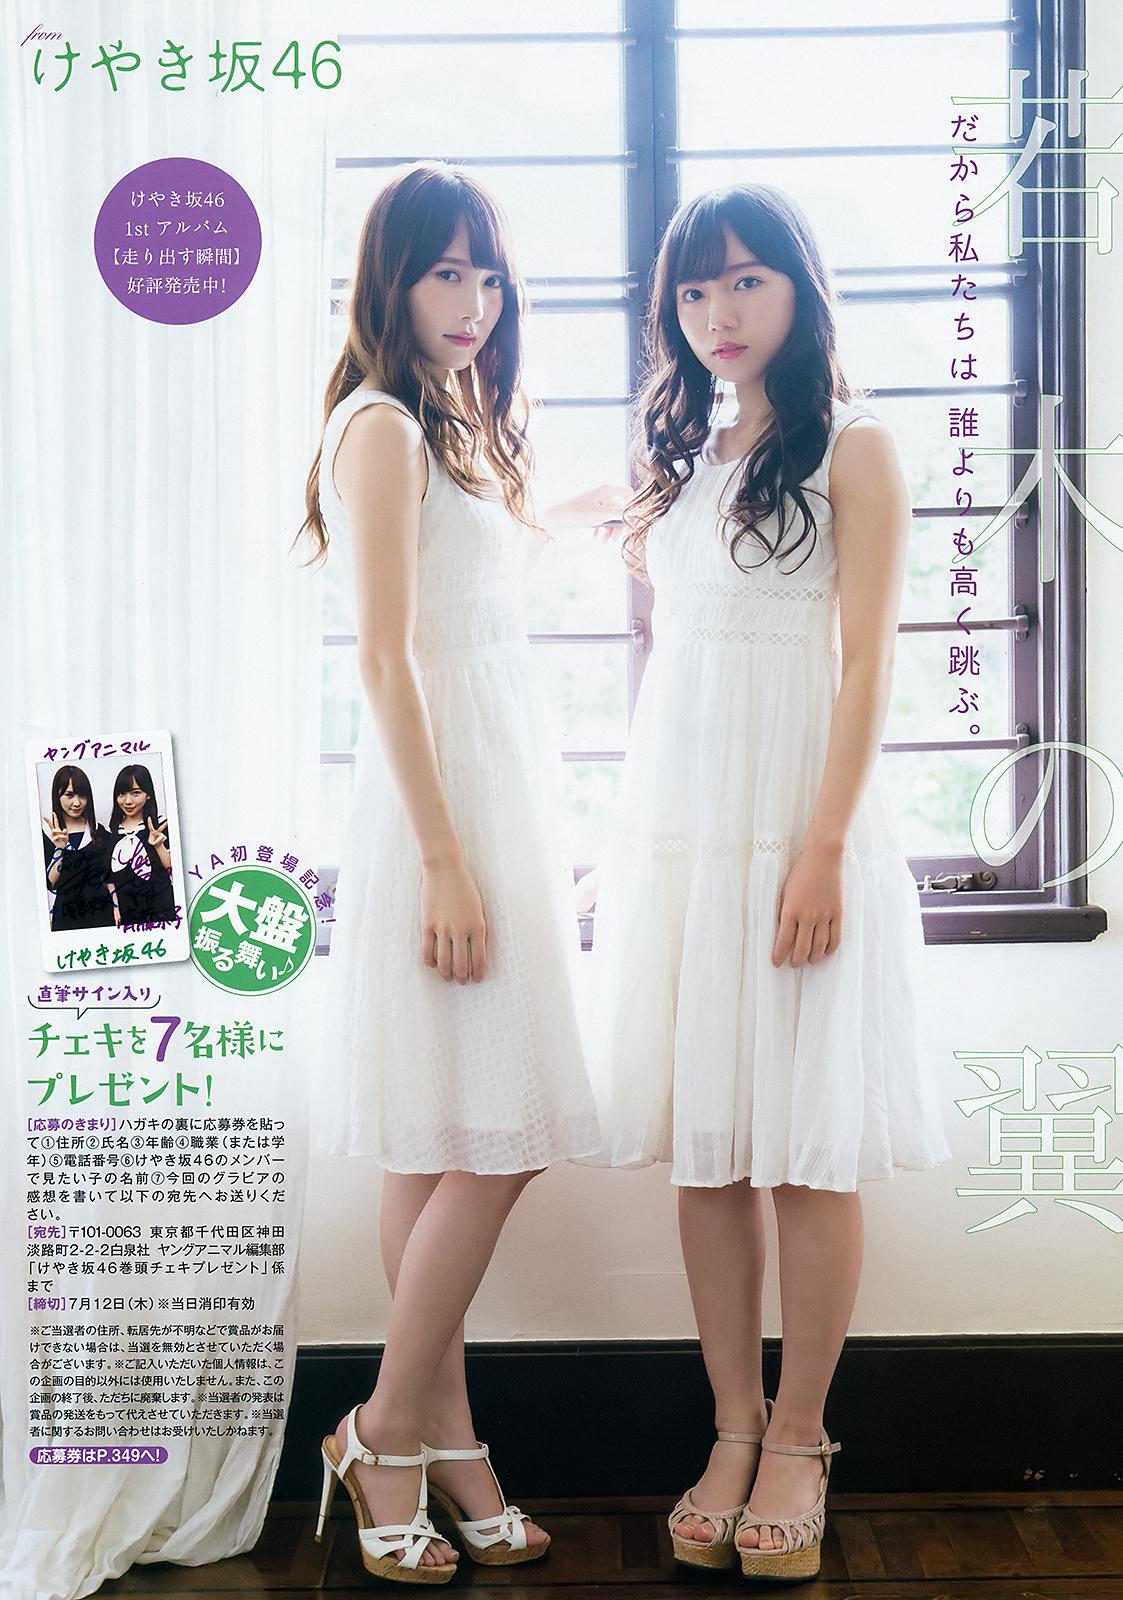 from
けやき坂46
けやき坂46
1st アルバム
【走り出す瞬間】
好評発売中!
若木の翼
だから私たちは 誰よりも高く跳ぶ。
ヤングアニマル
けやき坂46
YA初登場記念!
大盤
振る舞い♪
直筆サイン入り
チェキを7名様に
プレゼント!
[応募のきまり]ハガキの裏に応募券を貼っ
て①住所②氏名③年齢④職業(または学
年)⑤電話番号⑥けやき坂46のメンバー
で見たい子の名前⑦今回のグラビアの
感想を書いて以下の宛先へお送りくだ
さい。
[宛先]〒101-0063 東京都千代田区神田
淡路町2-2-2白泉社 ヤングアニマル編集部
「けやき坂46巻頭チェキプレゼント」係
まで
[締切]7月12日(木)※当日消印有効
※ご当選者の住所、転居先が不明などで賞品がお届
けできない場合は、当選を無効とさせていただく場
合がございます。※ご記入いただいた個人情報は、こ
の企画の目的以外には使用いたしません。また、この
企画の終了後、ただちに廃棄します。※当選者の発表は
賞品の発送をもって代えさせていただきます。※当選
者に関するお問い合わせはお受けいたしかねます。
応募券はP.349へ!